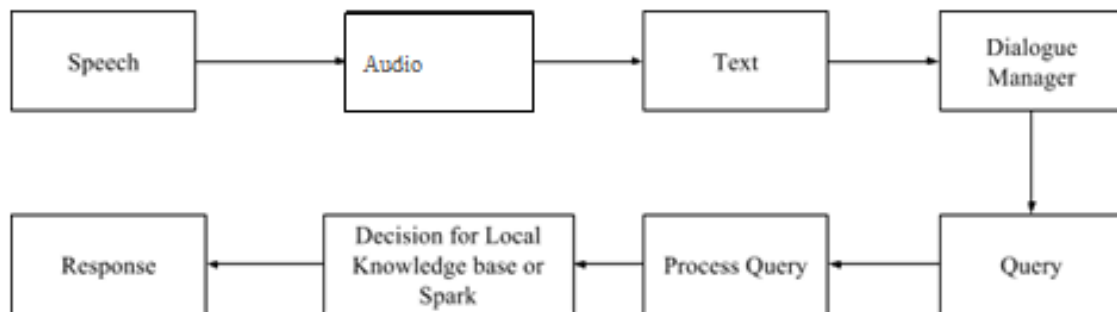 Speech
Audio
Text
Dialogue
Manager
Response
Decision for Local
Knowledge base or
Spark
Process Query
Query